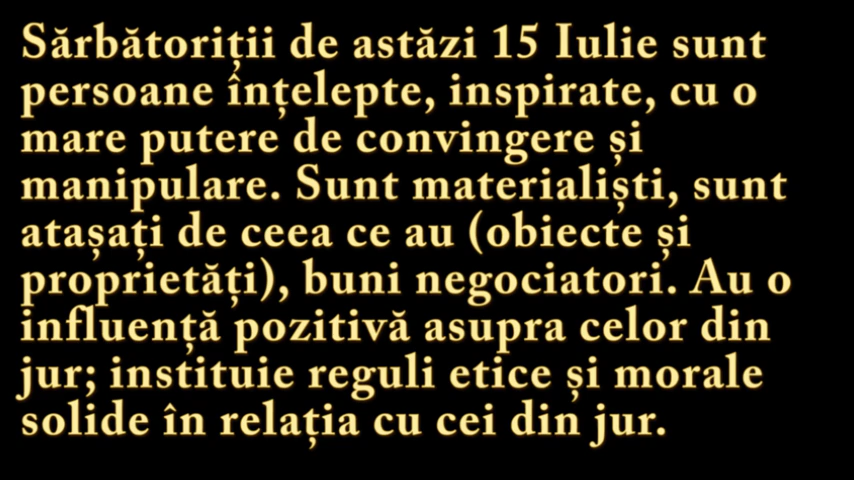 Sărbătoriții de astăzi 15 Iulie sunt
persoane înțelepte, inspirate, cu o
mare putere de convingere și
manipulare. Sunt materialiști, sunt
atașați de ceea ce au (obiecte și
proprietăți), buni negociatori. Au o
influență pozitivă asupra celor din
jur; instituie reguli etice și morale
solide în relația cu cei din jur.